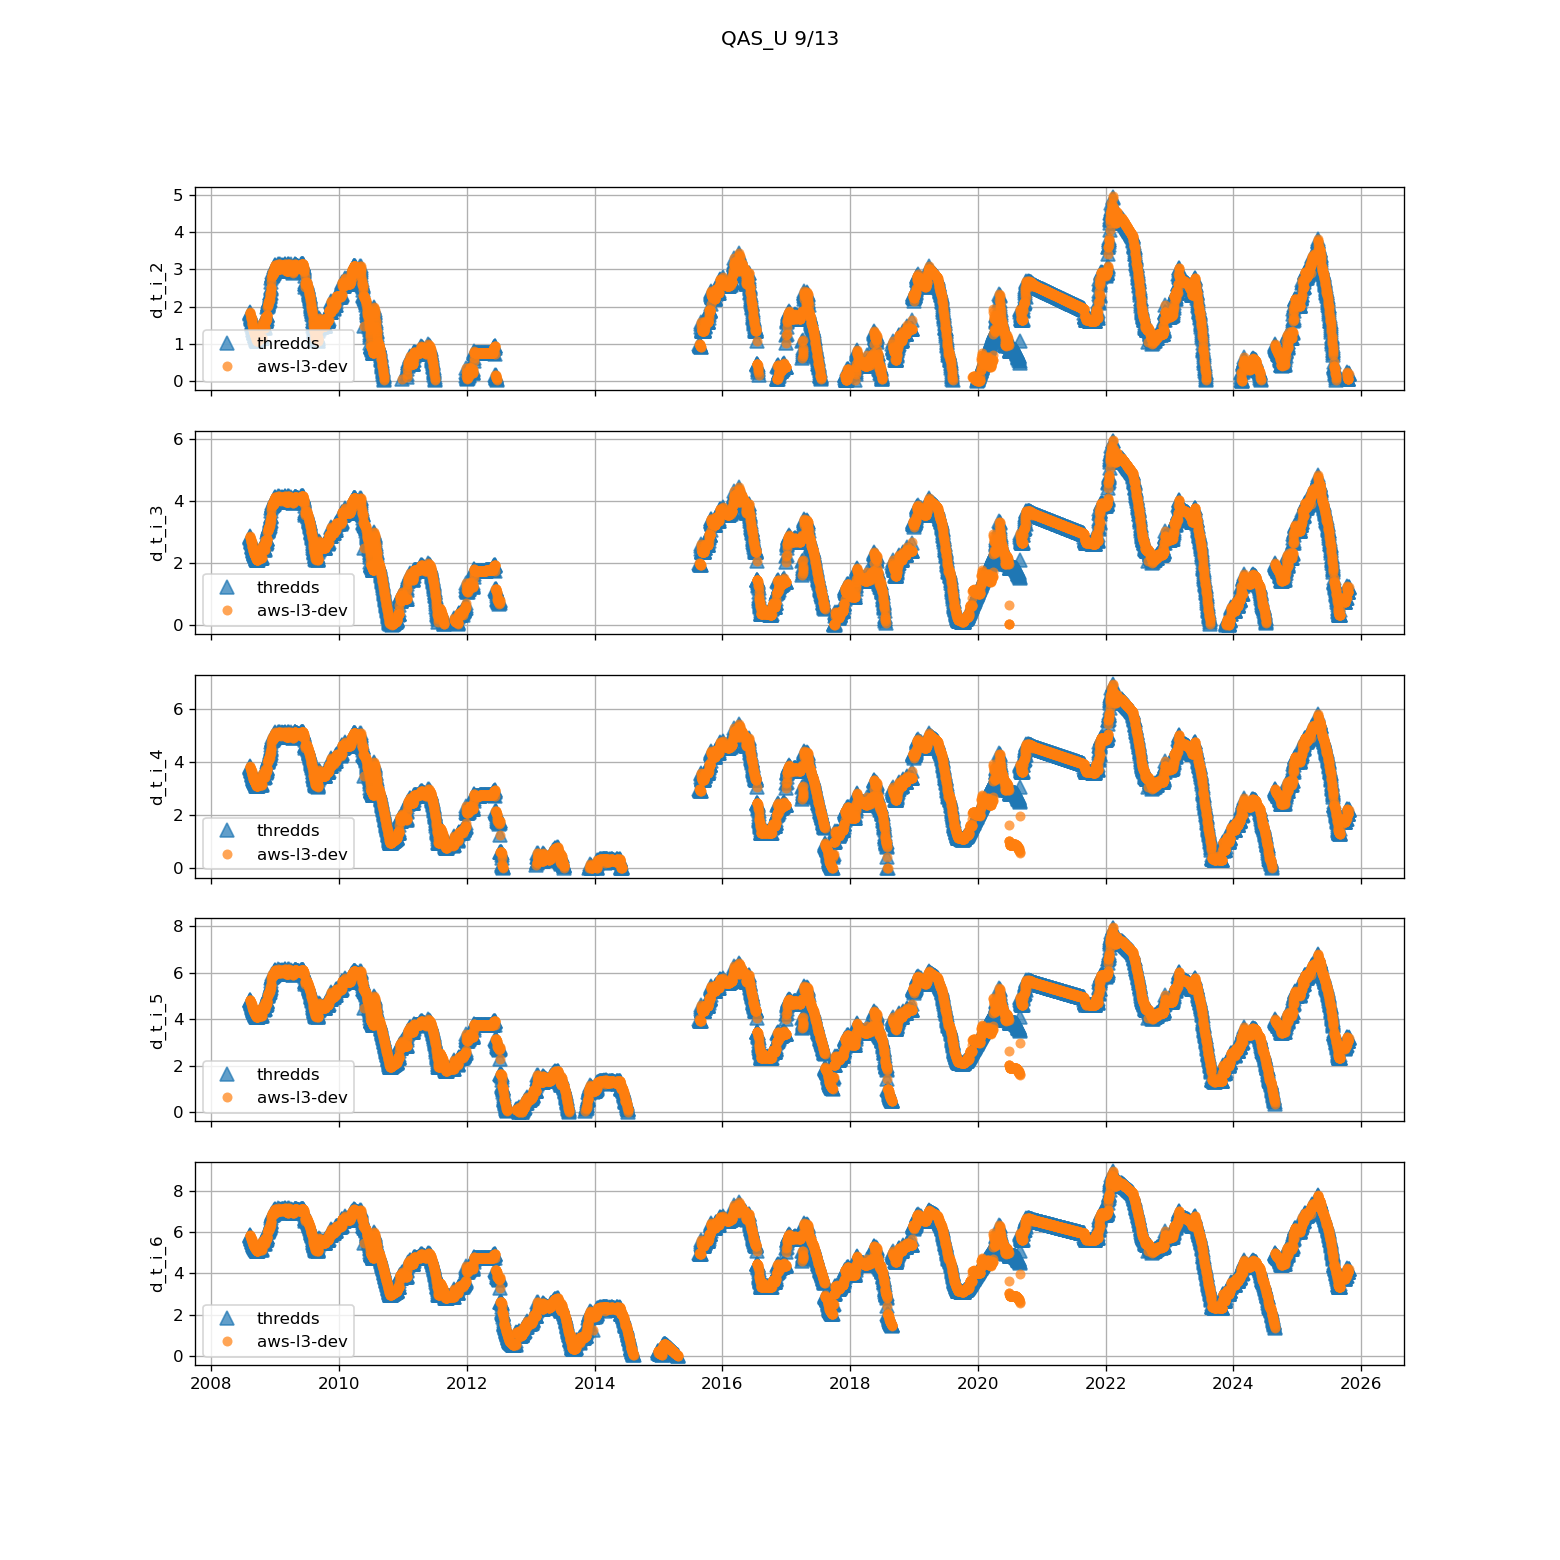 QAS_U 9/13
5
4
3
2
1
0
d_t_i_2
thredds
aws-l3-dev
6
4
2
0
d_t_i_3
thredds
aws-l3-dev
6
4
2
0
d_t_i_4
thredds
aws-l3-dev
8
6
4
2
0
d_t_i_5
thredds
aws-l3-dev
8
6
4
2
0
d_t_i_6
thredds
aws-l3-dev
2008 2010 2012 2014 2016 2018 2020 2022 2024 2026